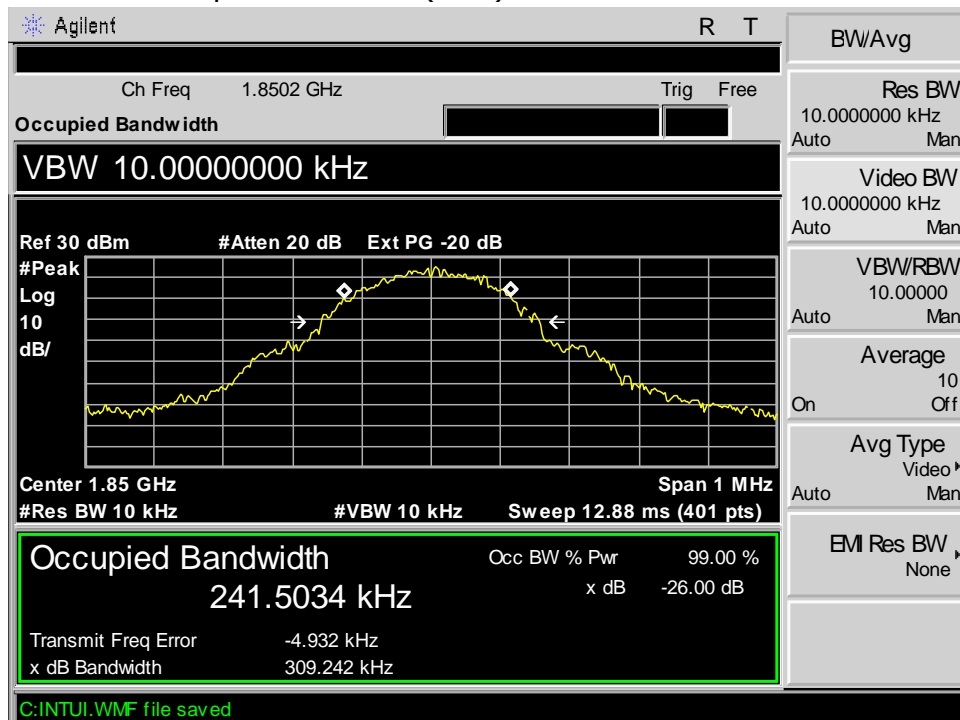 Agilent R T
Ch Freq 1.8502 GHz Trig Free
Occupied Bandwidth
VBW 10.00000000 kHz
Ref 30 dBm #Atten 20 dB Ext PG -20 dB
#Peak
Log
10
dB/
Center 1.85 GHz Span 1 MHz
#Res BW 10 kHz #VBW 10 kHz Sweep 12.88 ms (401 pts)
Occupied Bandwidth Occ BW % Pwr 99.00 %
241.5034 kHz x dB -26.00 dB
Transmit Freq Error -4.932 kHz
x dB Bandwidth 309.242 kHz
C:INTUI.WMF file saved
BW/Avg
Res BW
10.0000000 kHz
Auto Man
Video BW
10.0000000 kHz
Auto Man
VBW/RBW
10.00000
Auto Man
Average
10
On Off
Avg Type
Video
Auto Man
EMI Res BW
None